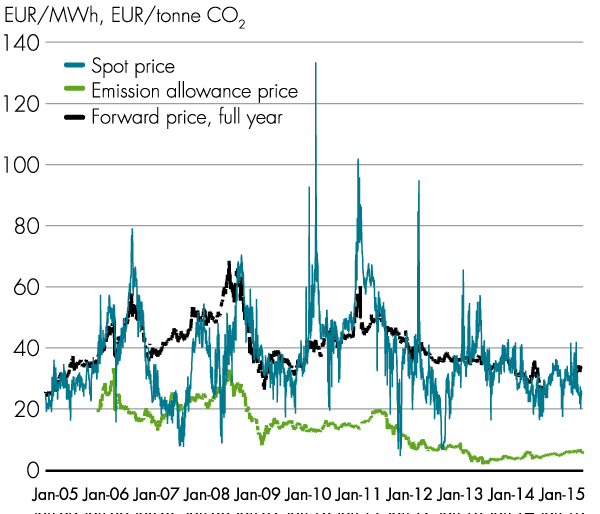 EUR/MWh, EUR/tonne CO₂
140
Spot price
Emission allowance price
120
Forward price, full year
100
80
60
40
20
0
Jan-05 Jan-06 Jan-07 Jan-08 Jan-09 Jan-10 Jan-11 Jan-12 Jan-13 Jan-14 Jan-15